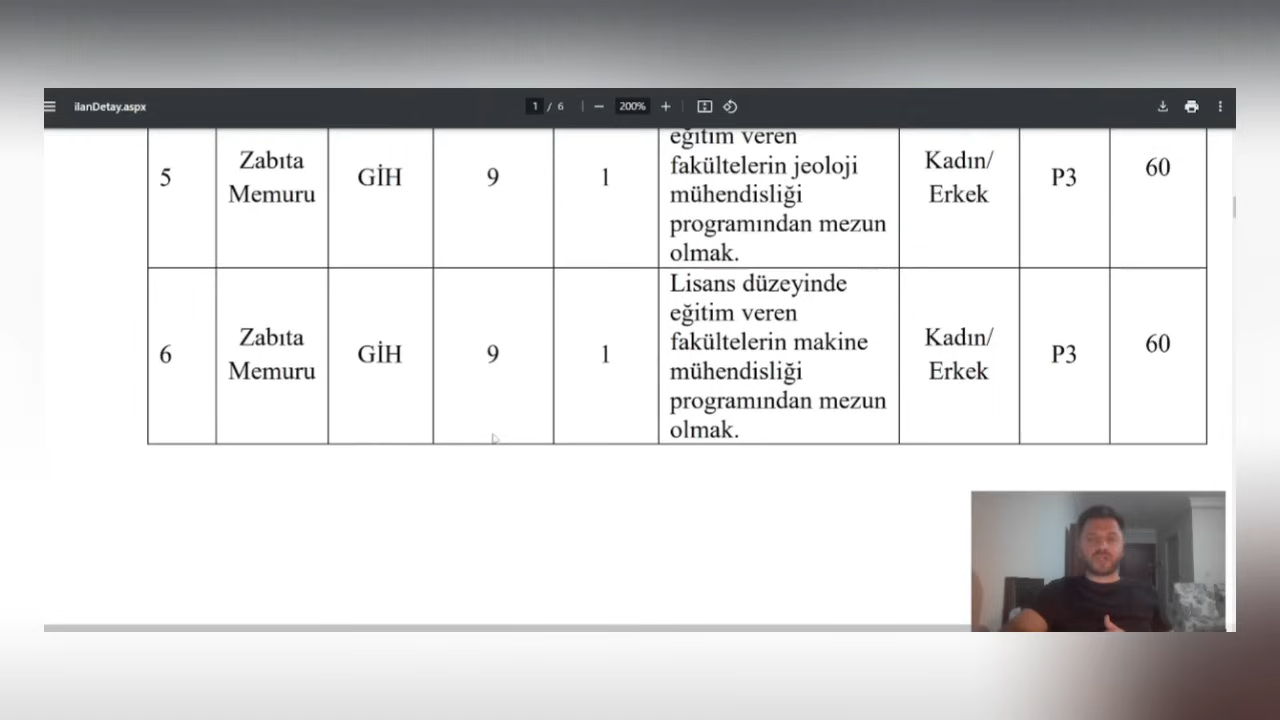 ilanDetay.aspx
1 / 6
200%
5
Zabıta
Memuru
GİH
9
1
eğitim veren
fakültelerin jeoloji
mühendisliği
programından mezun
olmak.
Kadın/
Erkek
P3
60
6
Zabıta
Memuru
GİH
9
1
Lisans düzeyinde
eğitim veren
fakültelerin makine
mühendisliği
programından mezun
olmak.
Kadın/
Erkek
P3
60